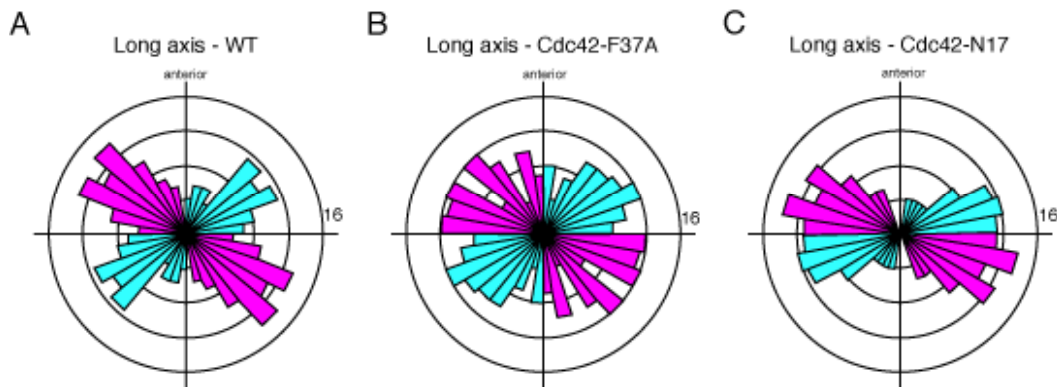 A
Long axis - WT
anterior
16
B
Long axis - Cdc42-F37A
anterior
16
C
Long axis - Cdc42-N17
anterior
16